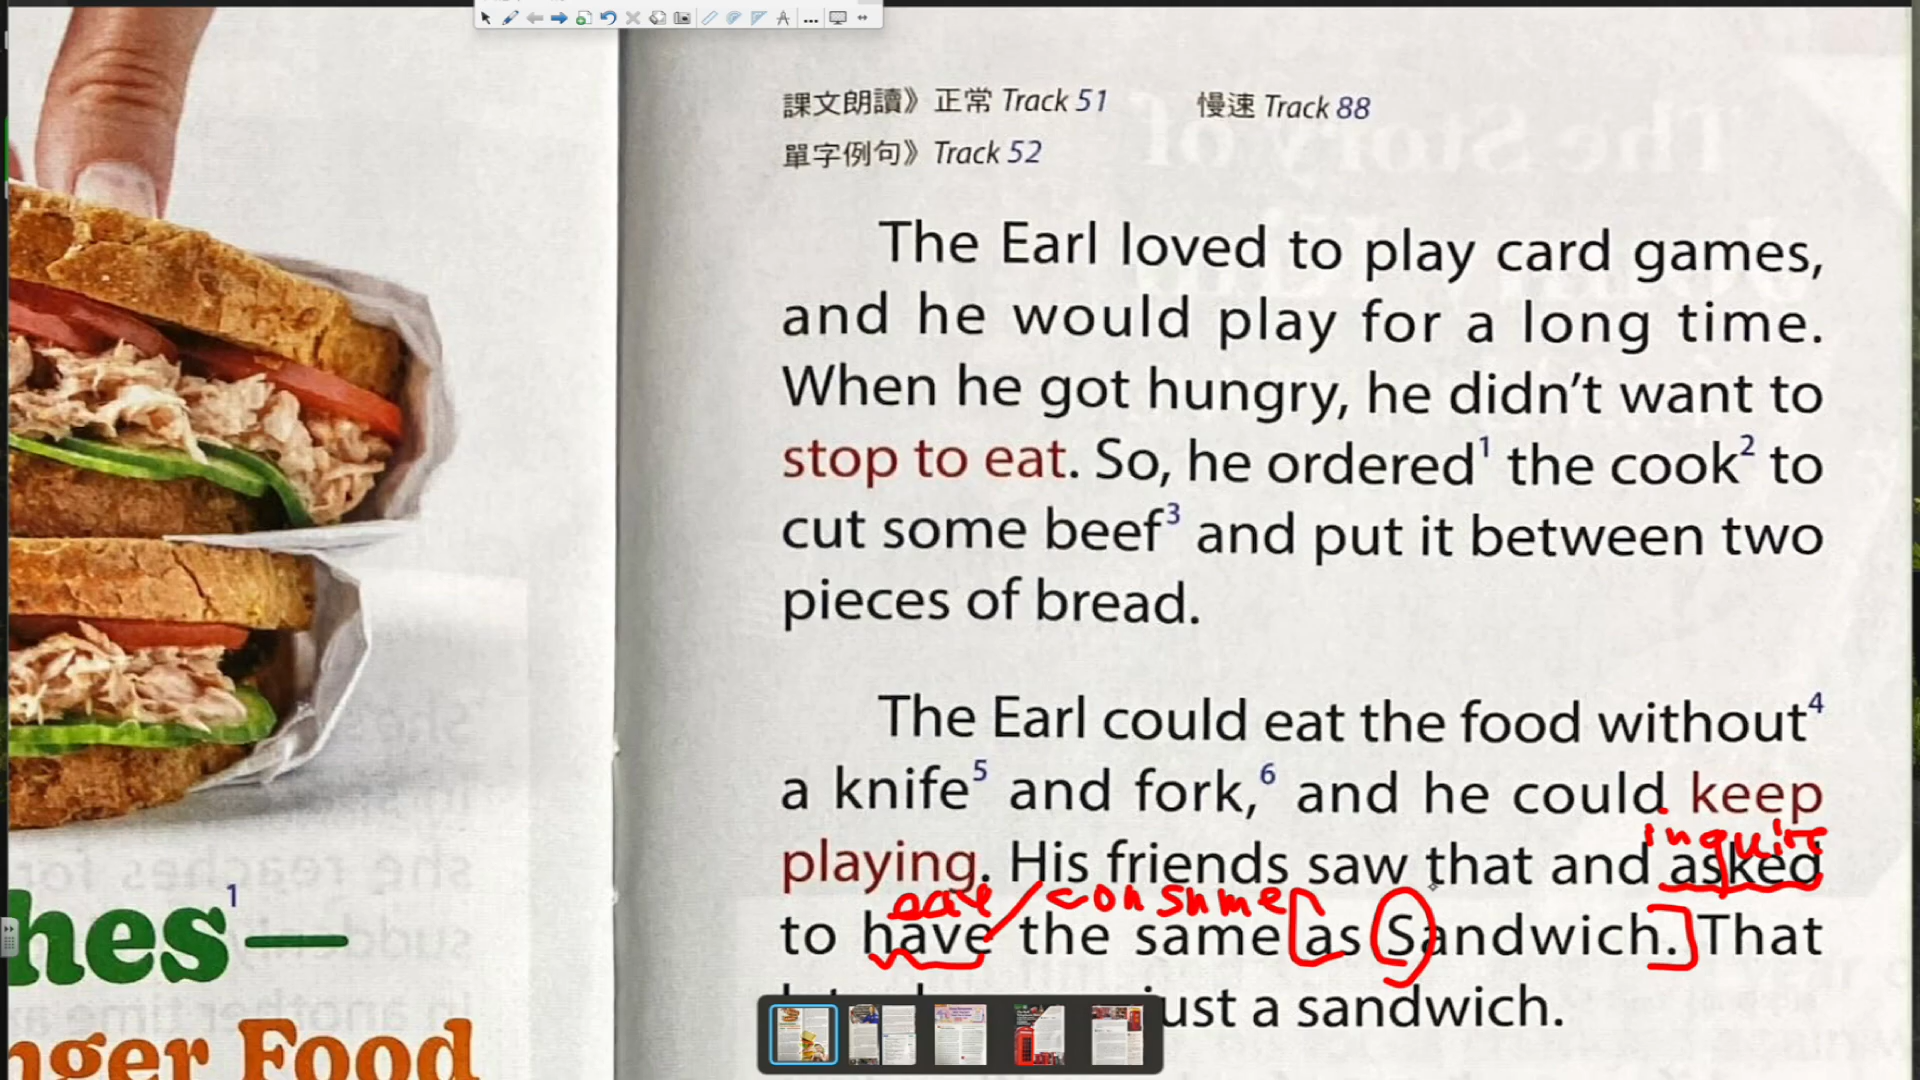 課文朗讀》正常 Track 51 慢速 Track 88
單字例句》Track 52
The Earl loved to play card games,
and he would play for a long time.
When he got hungry, he didn't want to
stop to eat. So, he ordered1 the cook2 to
cut some beef3 and put it between two
pieces of bread.
The Earl could eat the food without4
a knife5 and fork,6 and he could keep
inquire
playing. His friends saw that and asked
consume
to have the same as Sandwich. That
just a sandwich.
hes1—
nger Food